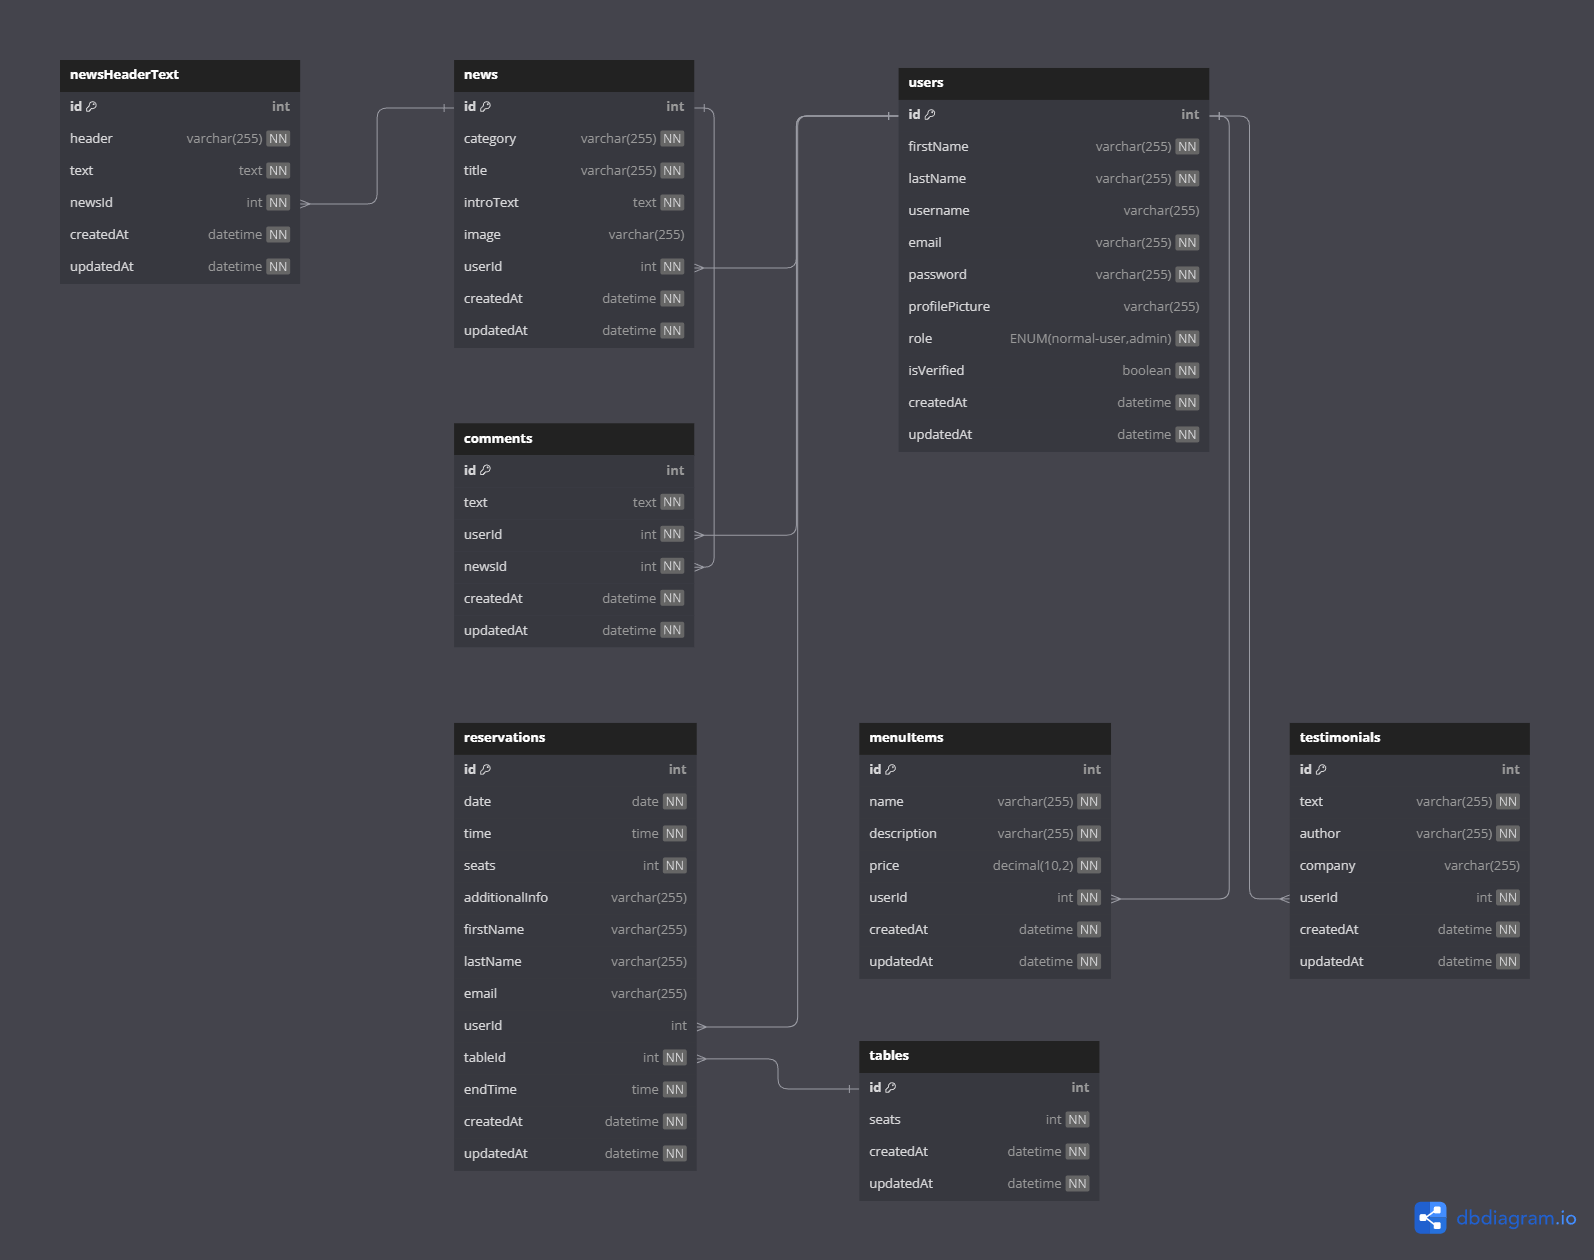 newsHeaderText
id int
header varchar(255) NN
text text NN
newsId int NN
createdAt datetime NN
updatedAt datetime NN
news
id int
category varchar(255) NN
title varchar(255) NN
introText text NN
image varchar(255)
userId int NN
createdAt datetime NN
updatedAt datetime NN
users
id int
firstName varchar(255) NN
lastName varchar(255) NN
username varchar(255)
email varchar(255) NN
password varchar(255) NN
profilePicture varchar(255)
role ENUM(normal-user,admin) NN
isVerified boolean NN
createdAt datetime NN
updatedAt datetime NN
comments
id int
text text NN
userId int NN
newsId int NN
createdAt datetime NN
updatedAt datetime NN
reservations
id int
date date NN
time time NN
seats int NN
additionalInfo varchar(255)
firstName varchar(255)
lastName varchar(255)
email varchar(255)
userId int
tableId int NN
endTime time NN
createdAt datetime NN
updatedAt datetime NN
menuItems
id int
name varchar(255) NN
description varchar(255) NN
price decimal(10,2) NN
userId int NN
createdAt datetime NN
updatedAt datetime NN
testimonials
id int
text varchar(255) NN
author varchar(255) NN
company varchar(255)
userId int NN
createdAt datetime NN
updatedAt datetime NN
tables
id int
seats int NN
createdAt datetime NN
updatedAt datetime NN
dbdiagram.io